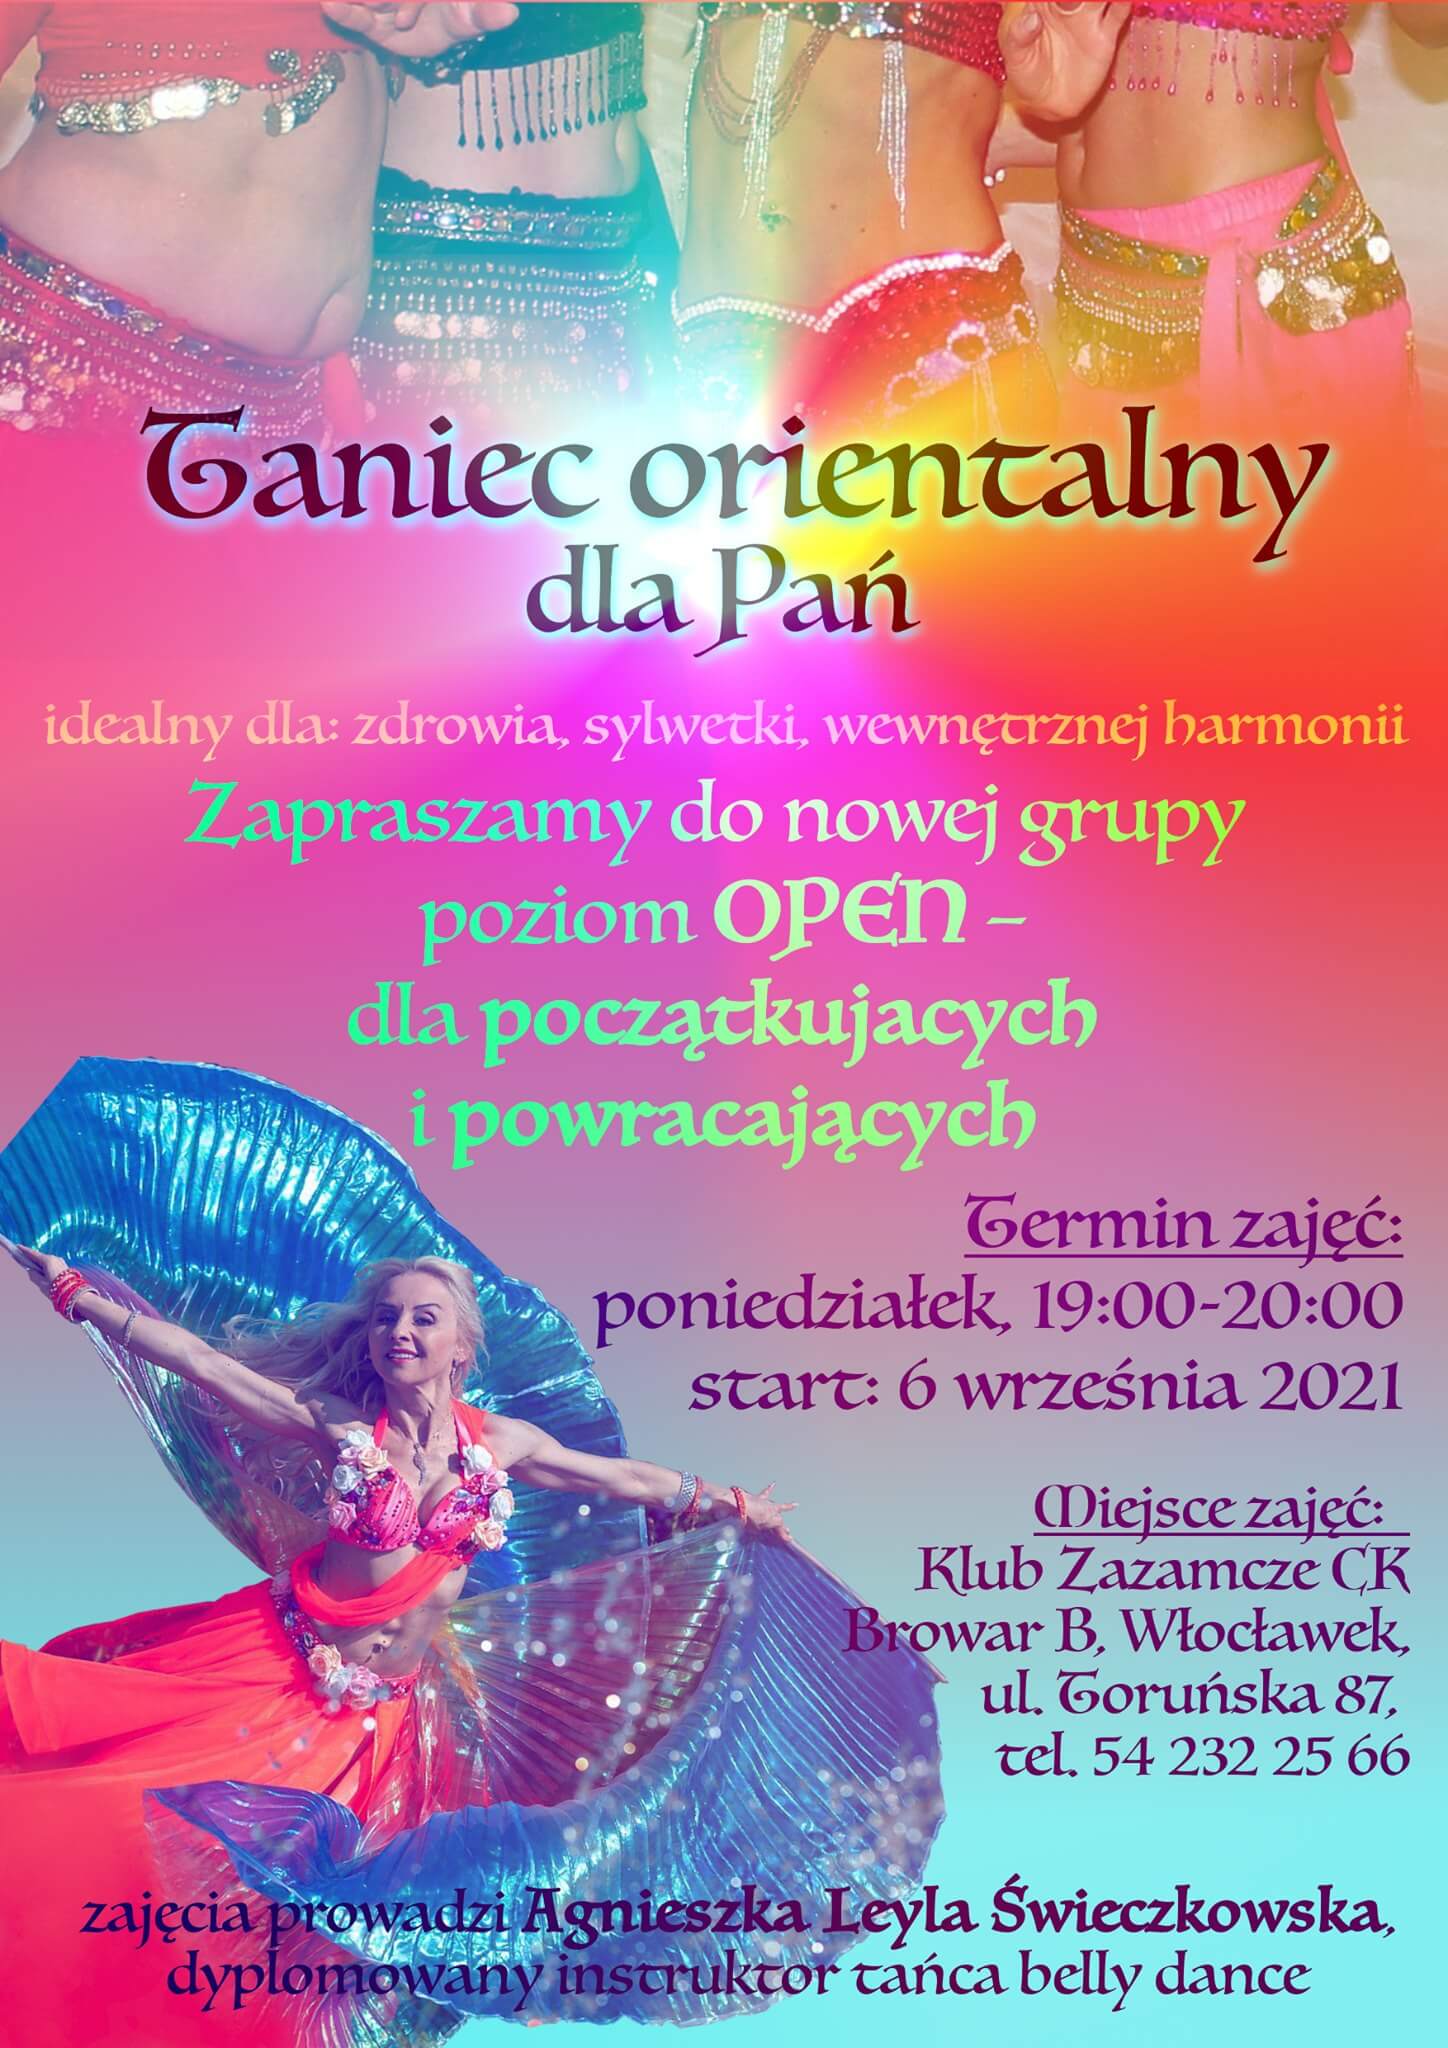 Taniec orientalny
dla Pań
idealny dla: zdrowia, sylwetki, wewnętrznej harmonii
Zapraszamy do nowej grupy
poziom OPEN –
dla początkujacych
i powracających
Termin zajęć:
poniedziałek, 19:00-20:00
start: 6 września 2021
Miejsce zajęć:
Klub Zazamcze CK
Browar B, Włocławek,
ul. Toruńska 87,
tel. 54 232 25 66
zajęcia prowadzi Agnieszka Leyla Świeczkowska,
dyplomowany instruktor tańca belly dance